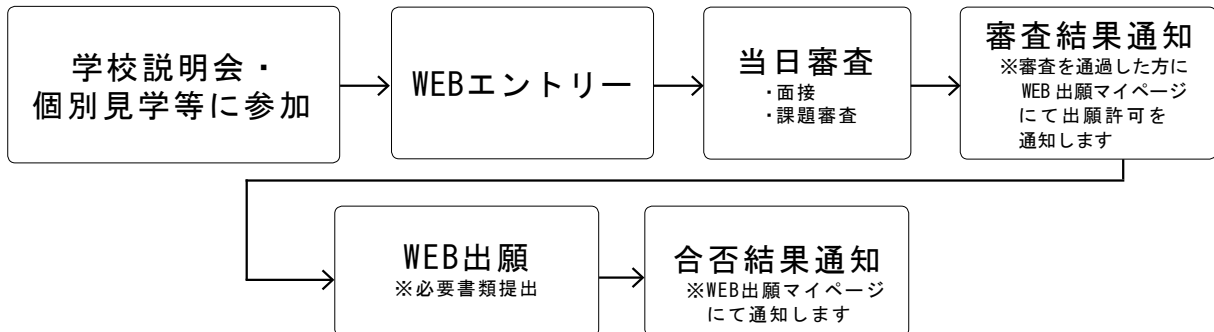 学校説明会・
個別見学等に参加
WEBエントリー
当日審査
・面接
・課題審査
審査結果通知
※審査を通過した方に
WEB出願マイページ
にて出願許可を
通知します
WEB出願
※必要書類提出
合否結果通知
※WEB出願マイページ
にて通知します